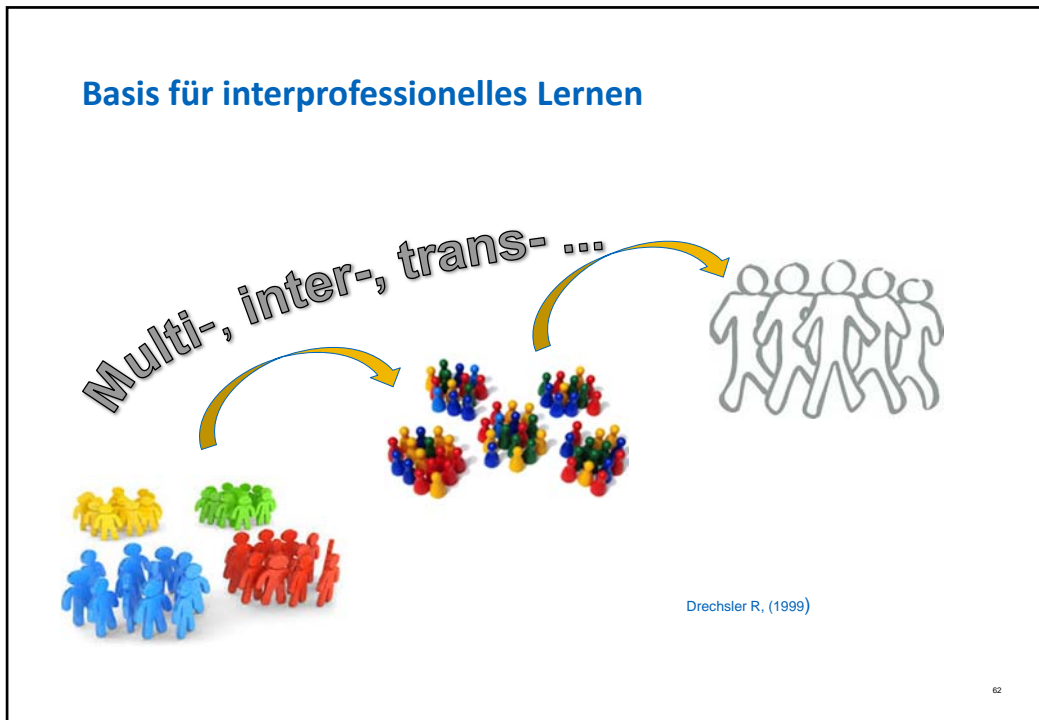 Basis für interprofessionelles Lernen
Multi-, inter-, trans- ...
Drechsler R, (1999)
62